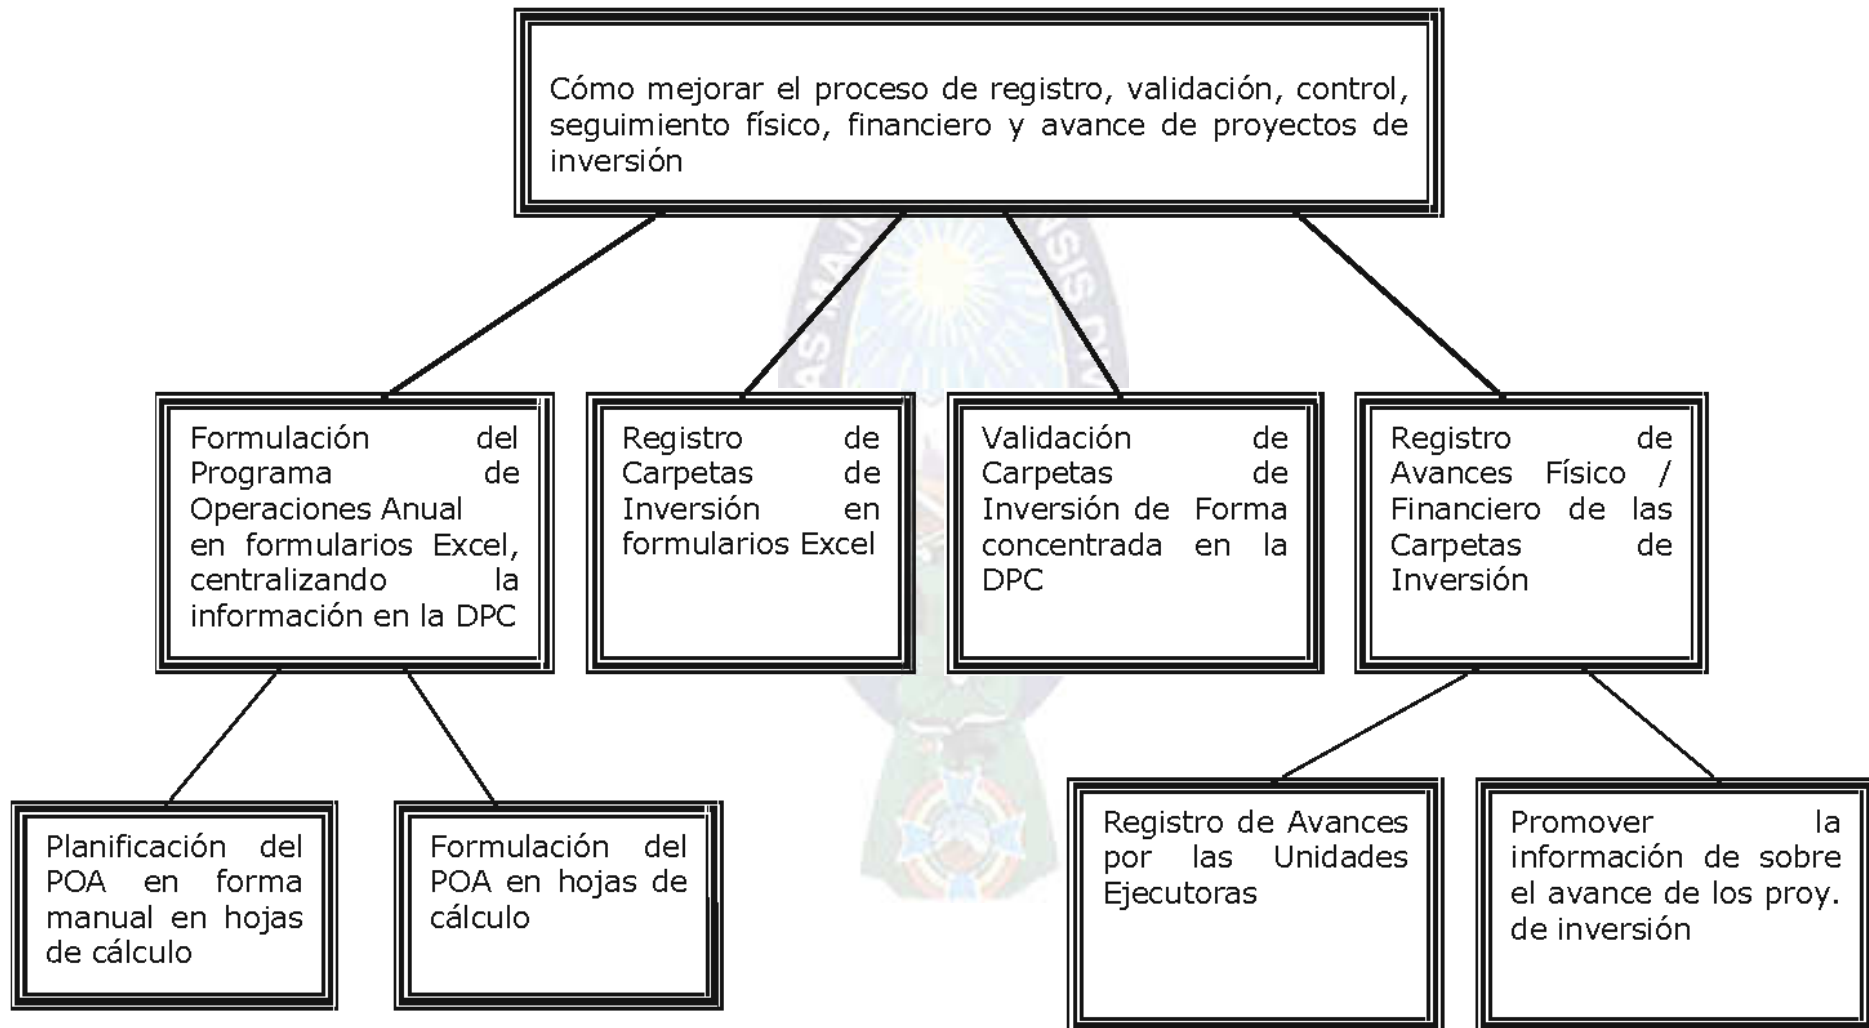 Cómo mejorar el proceso de registro, validación, control,
seguimiento físico, financiero y avance de proyectos de
inversión
Formulación del
Programa de
Operaciones Anual
en formularios Excel,
centralizando la
información en la DPC
Registro de
Carpetas de
Inversión en
formularios Excel
Validación de
Carpetas de
Inversión de Forma
concentrada en la
DPC
Registro de
Avances Físico /
Financiero de las
Carpetas de
Inversión
Planificación del
POA en forma
manual en hojas
de cálculo
Formulación del
POA en hojas de
cálculo
Registro de Avances
por las Unidades
Ejecutoras
Promover la
información de sobre
el avance de los proy.
de inversión